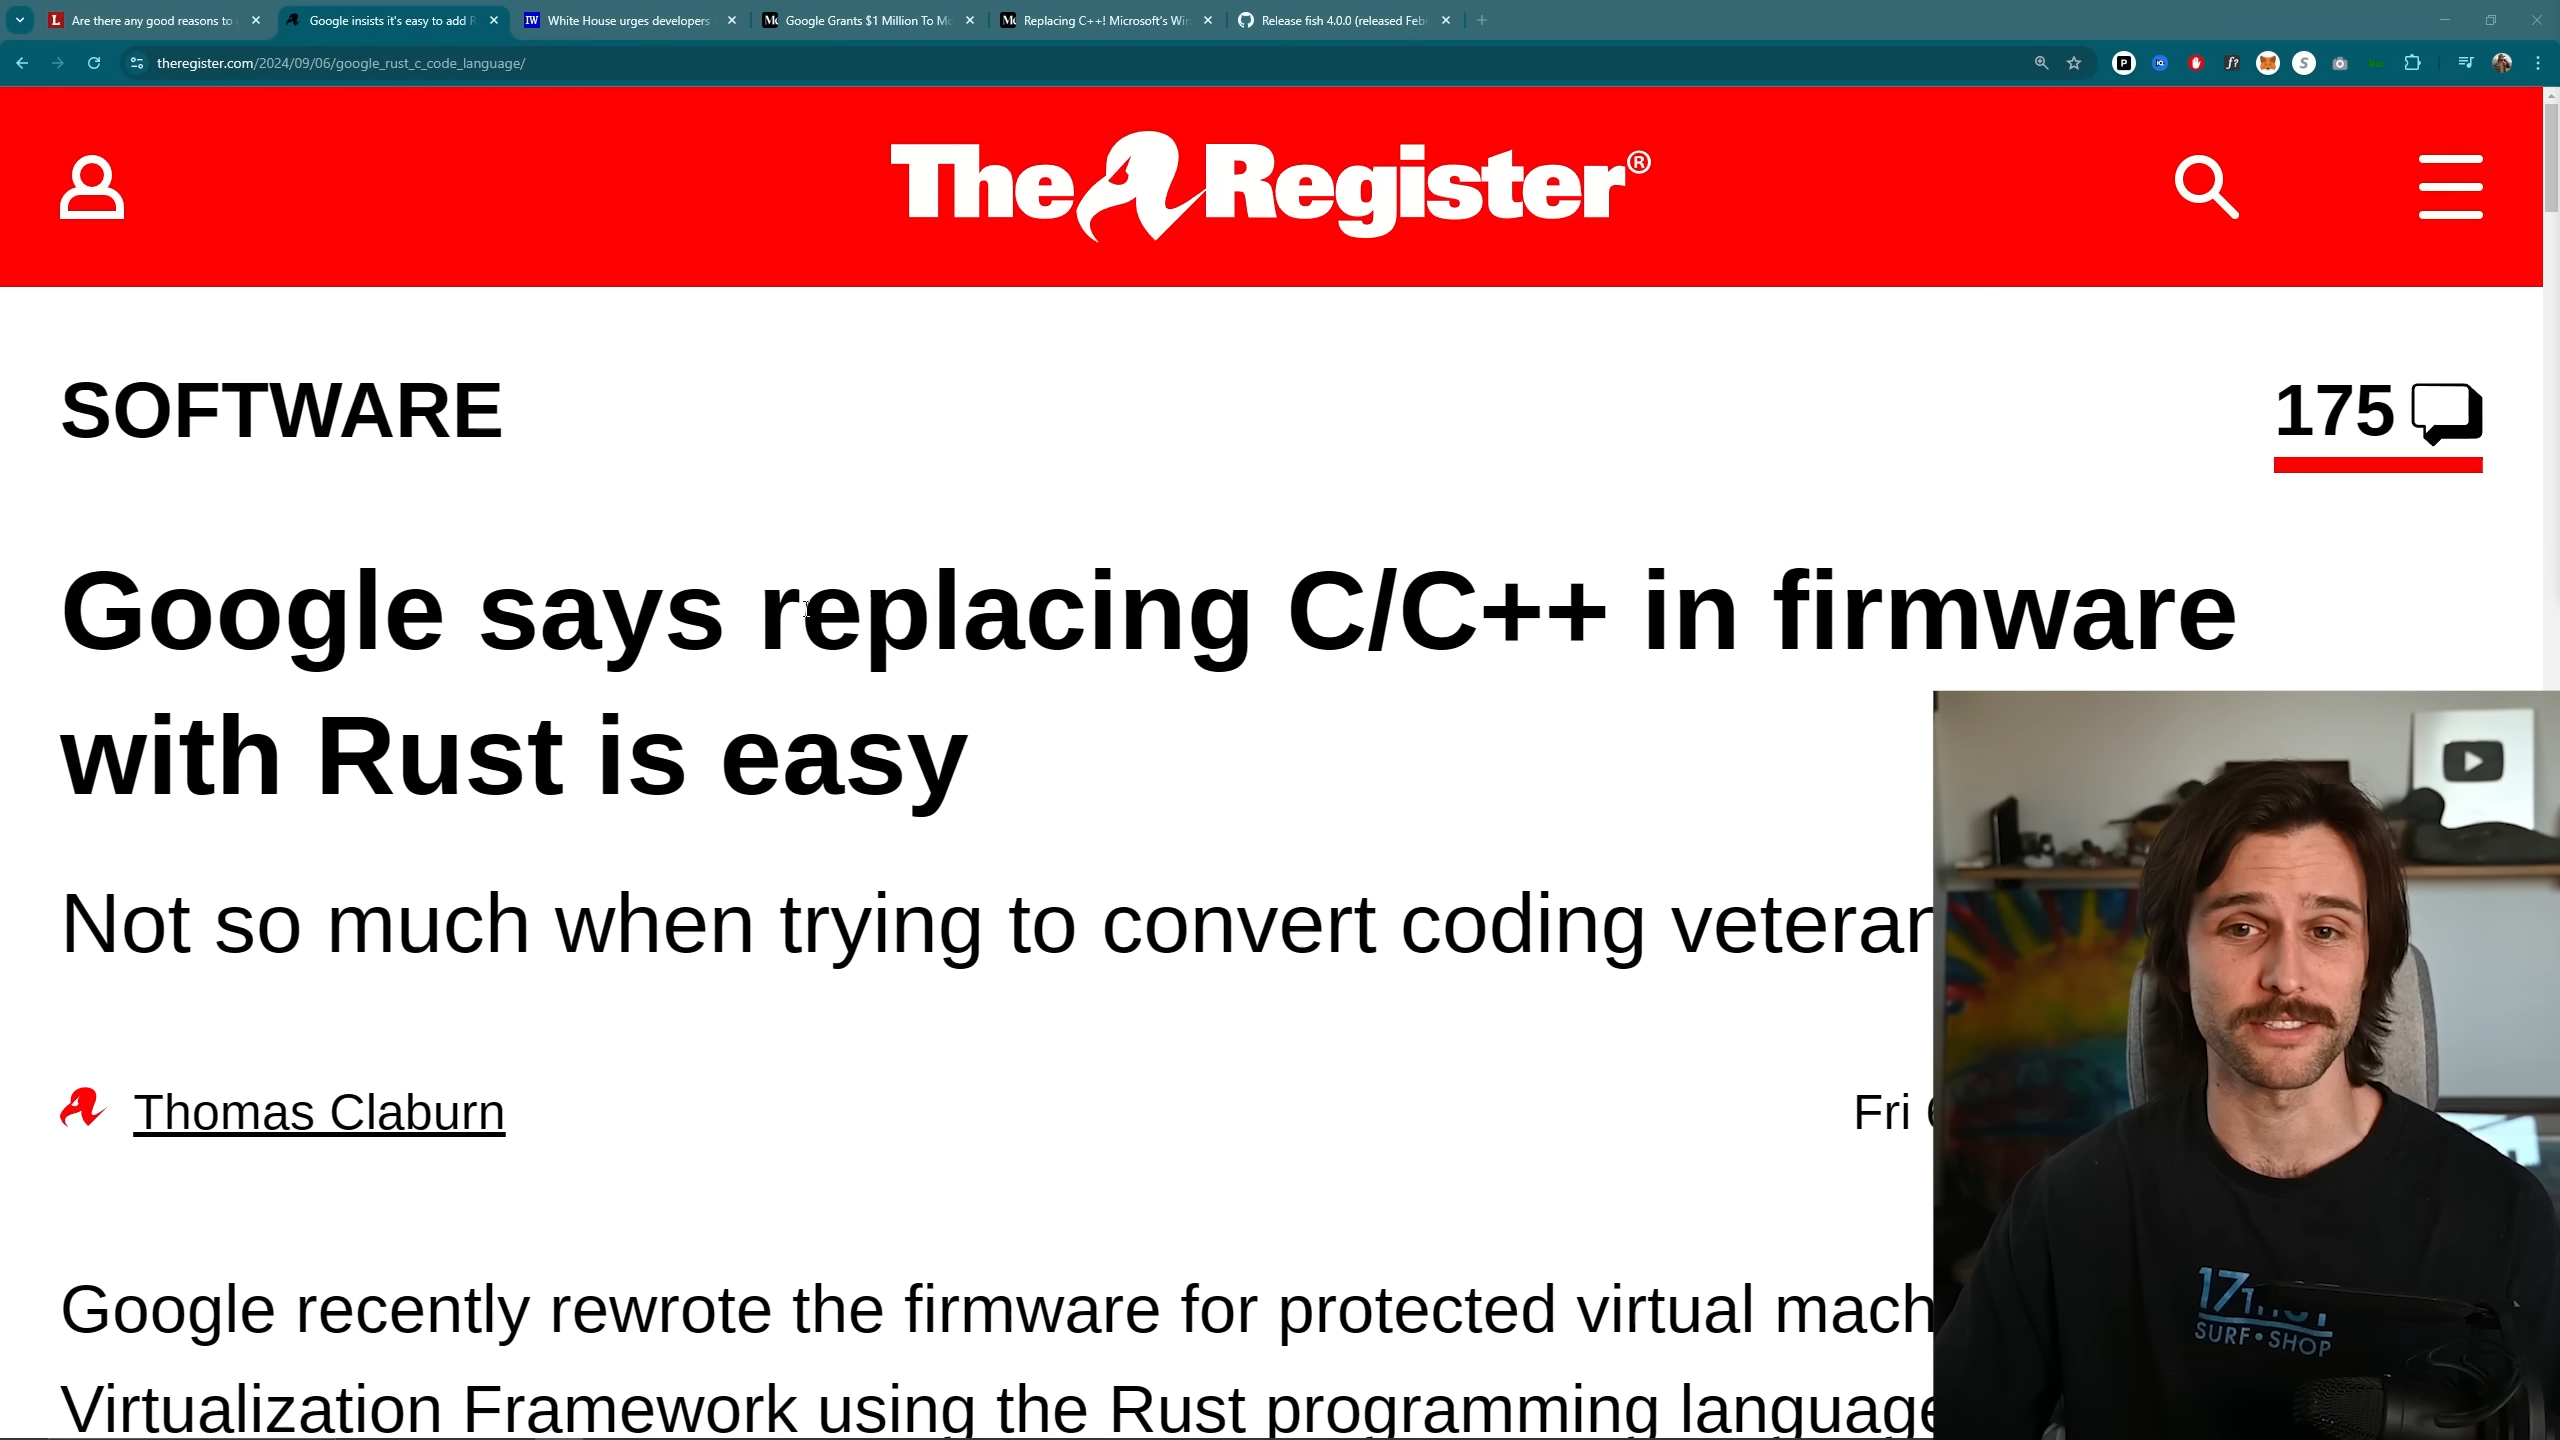 Are there any good reasons to
Google insists it's easy to add R
White House urges developers
Google Grants $1 Million To Mo
Replacing C++! Microsoft's Win
Release fish 4.0.0 (released Feb
theregister.com/2024/09/06/google_rust_c_code_language/
The Register®
SOFTWARE
175
Google says replacing C/C++ in firmware
with Rust is easy
Not so much when trying to convert coding veteran
Thomas Claburn
Fri
Google recently rewrote the firmware for protected virtual mach
Virtualization Framework using the Rust programming language
SURF•SHOP